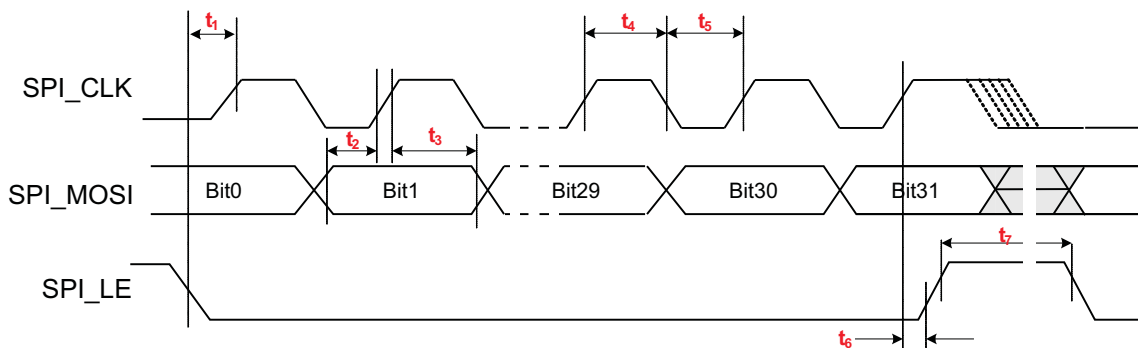 t1 t4 t5
SPI_CLK
t2 t3
SPI_MOSI Bit0 Bit1 Bit29 Bit30 Bit31
t7
SPI_LE
t6